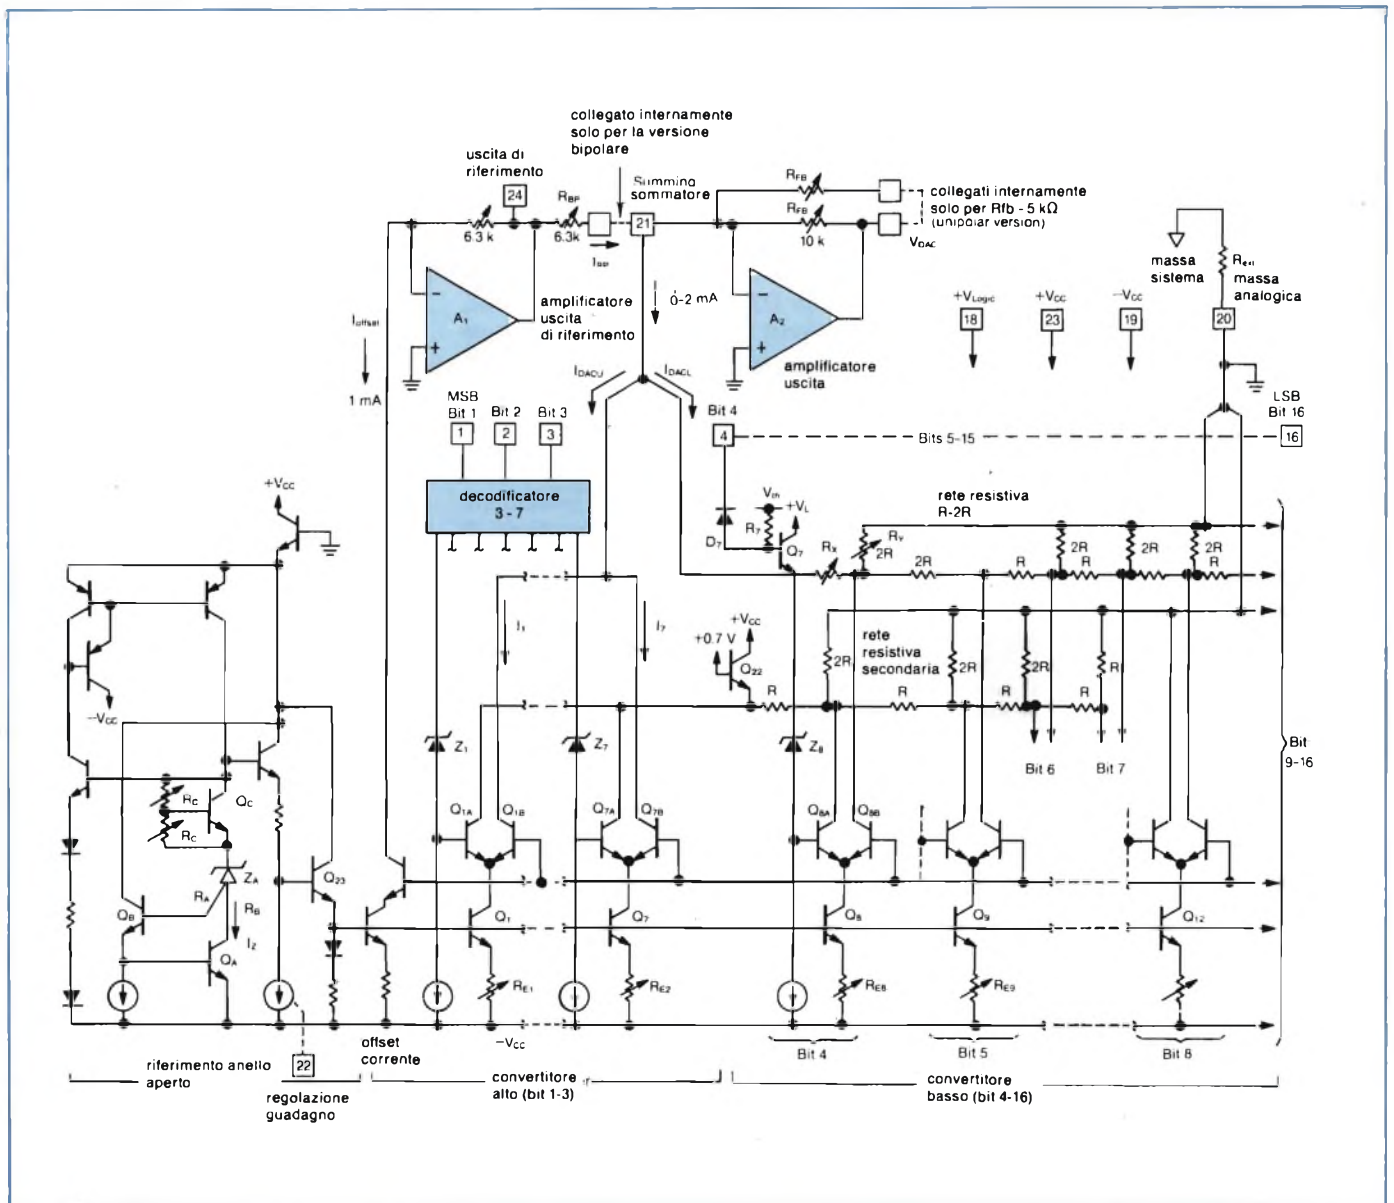 collegato internamente
solo per la versione
bipolare
uscita di
riferimento
24
RBP
Summing
sommatore
RFB
collegati internamente
solo per Rfb - 5 kΩ
(unipolar version)
6.3 k
6.3k
21
RFB
10 k
VDAC
massa
sistema
Rext
massa
analogica
A1
amplificatore
uscita
di riferimento
0-2 mA
A2
amplificatore
uscita
+VLogic
18
+VCC
23
-VCC
19
20
Ioffset
1 mA
IDACU
IDACL
MSB
Bit 1
Bit 2
Bit 3
1
2
3
Bit 4
4
Bits 5-15
LSB
Bit 16
16
decodificatore
3 - 7
+VCC
Vth
+VL
R7
D7
Q7
RX
RY
2R
rete resistiva
R-2R
2R
R
2R
R
2R
2R
R
I1
I7
+VCC
+0.7 V
Q22
rete
resistiva
secondaria
2R
2R
2R
R
R
R
R
R
-VCC
Z1
Z7
Z8
Bit 6
Bit 7
Bit
9-16
RC
QC
RC
Q1A
Q1B
Q7A
Q7B
Q8A
Q8B
ZA
RA
RB
QB
IZ
QA
Q23
Q1
Q7
Q8
Q9
Q12
RE1
RE2
RE8
RE9
22
riferimento anello
aperto
regolazione
guadagno
offset
corrente
-VCC
convertitore
alto (bit 1-3)
Bit 4
Bit 5
Bit 8
convertitore
basso (bit 4-16)